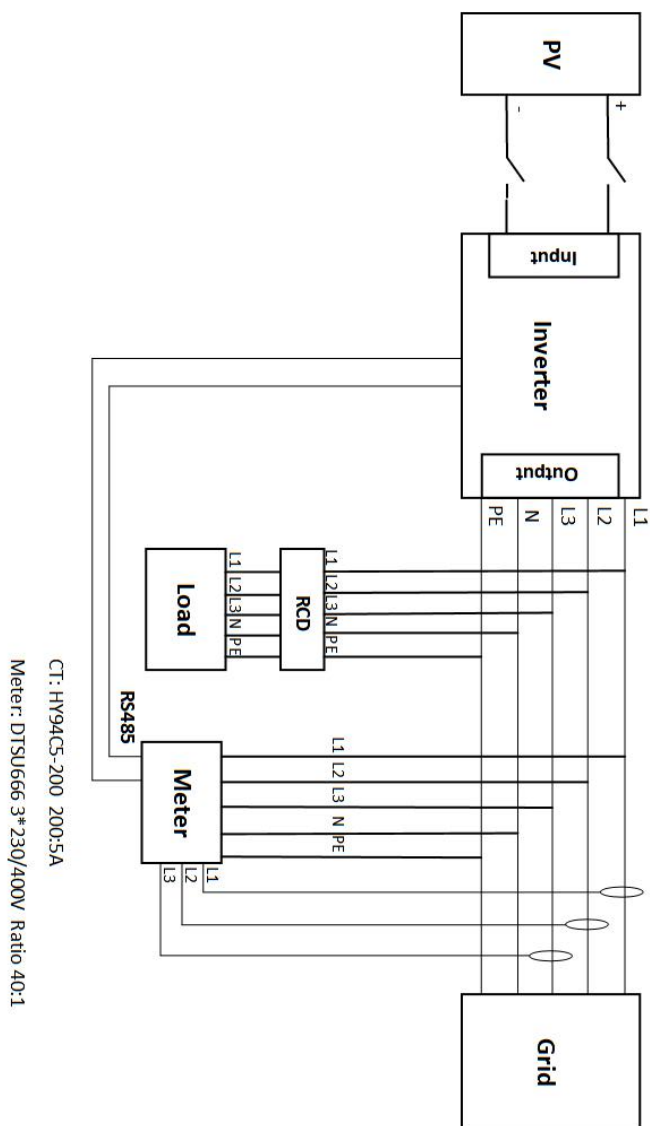 PV
+
-
Input
Inverter
Output
L1
L2
L3
N
PE
L1
L2
L3
N
PE
RCD
L1
L2
L3
N
PE
Load
L1
L2
L3
N
PE
RS485
Meter
L1
L2
L3
Grid
CT: HY94C5-200 200:5A
Meter: DTSU666 3*230/400V Ratio 40:1